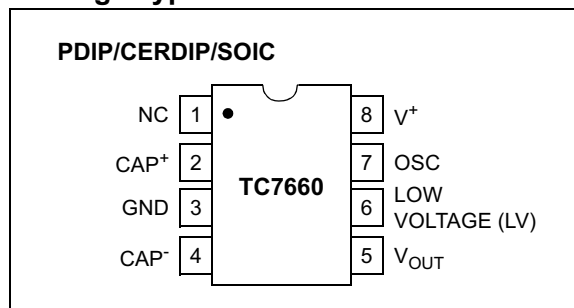 PDIP/CERDIP/SOIC
NC 1 8 V+
CAP+ 2 7 OSC
TC7660
GND 3 6 LOW
VOLTAGE (LV)
CAP- 4 5 VOUT